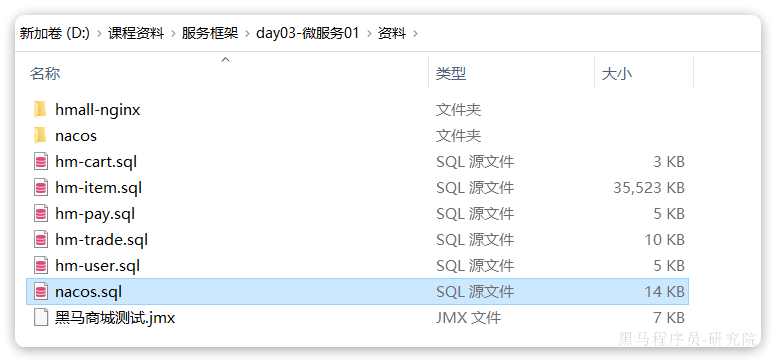 新加卷 (D:) › 课程资料 › 服务框架 › day03-微服务01 › 资料 ›
名称 类型 大小
hmall-nginx 文件夹
nacos 文件夹
hm-cart.sql SQL 源文件 3 KB
hm-item.sql SQL 源文件 35,523 KB
hm-pay.sql SQL 源文件 5 KB
hm-trade.sql SQL 源文件 10 KB
hm-user.sql SQL 源文件 5 KB
nacos.sql SQL 源文件 14 KB
黑马商城测试.jmx JMX 文件 7 KB
黑马程序员-研究院